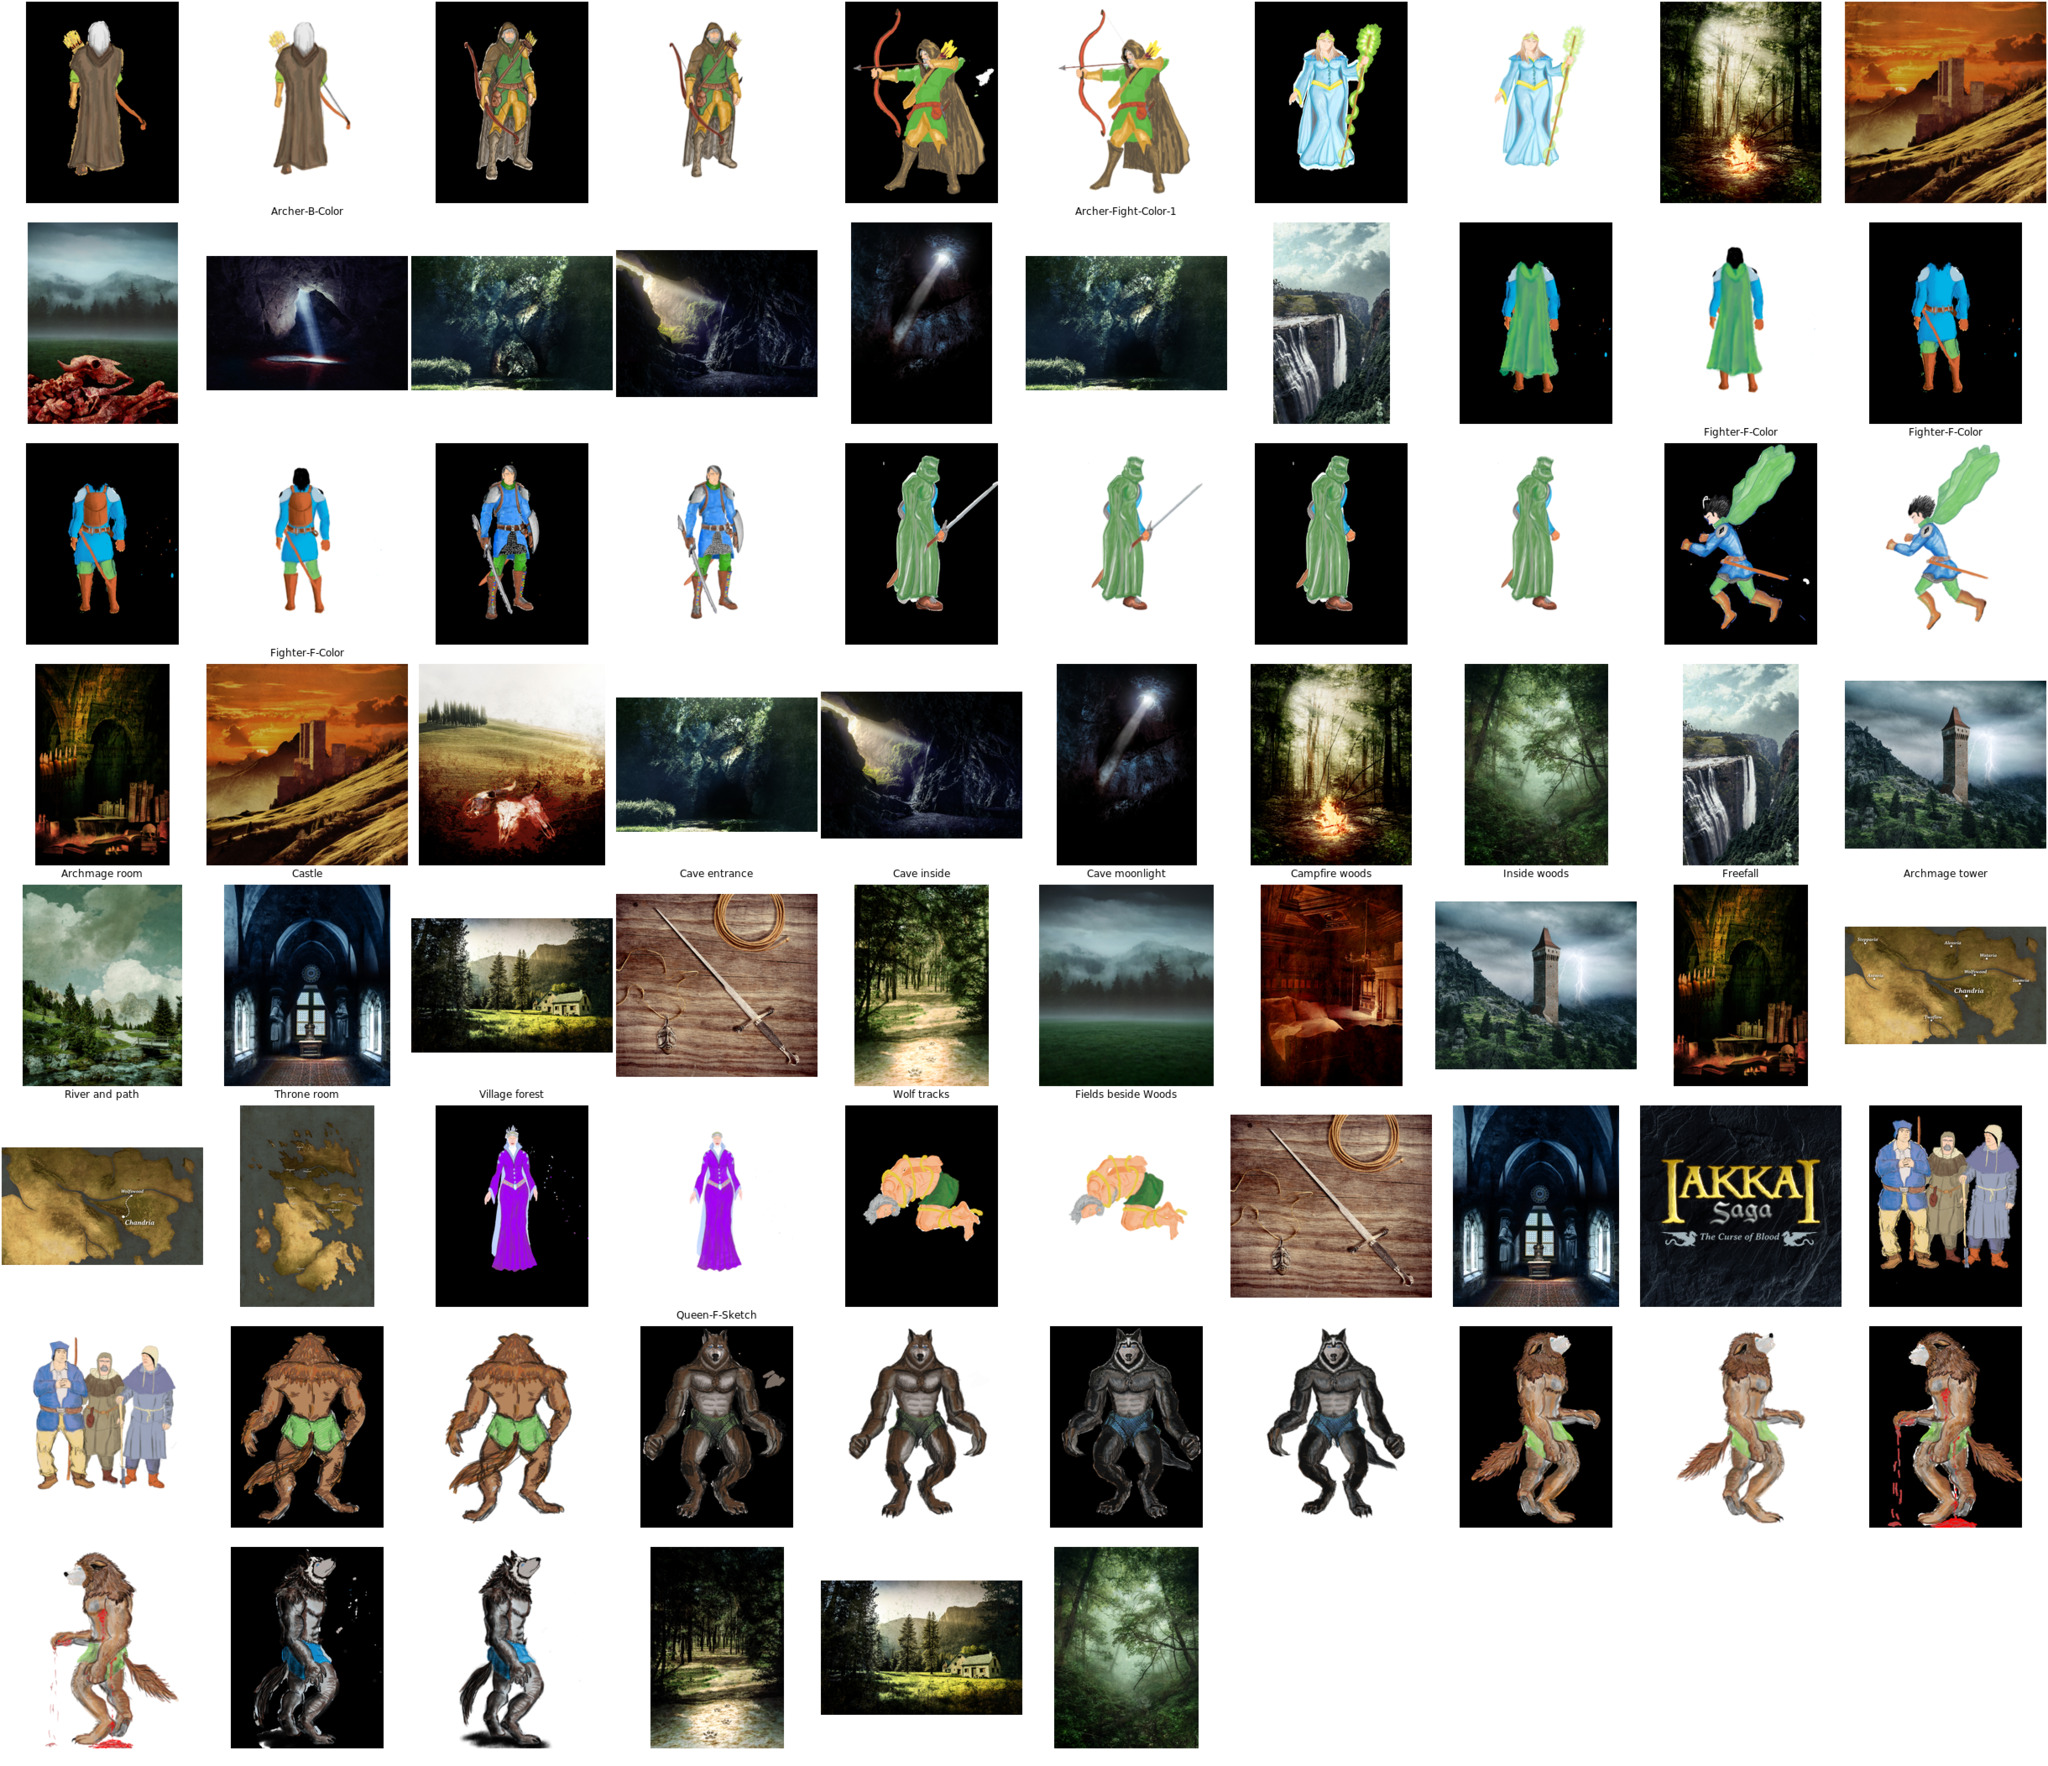 Archer-B-Color
Archer-Fight-Color-1
Fighter-F-Color
Fighter-F-Color
Fighter-F-Color
Archmage room
Castle
Cave entrance
Cave inside
Cave moonlight
Campfire woods
Inside woods
Freefall
Archmage tower
Wolfwood
Chandria
River and path
Throne room
Village forest
Wolf tracks
Fields beside Woods
Wolfwood
Chandria
JAKKAI
Saga
The Curse of Blood
Queen-F-Sketch